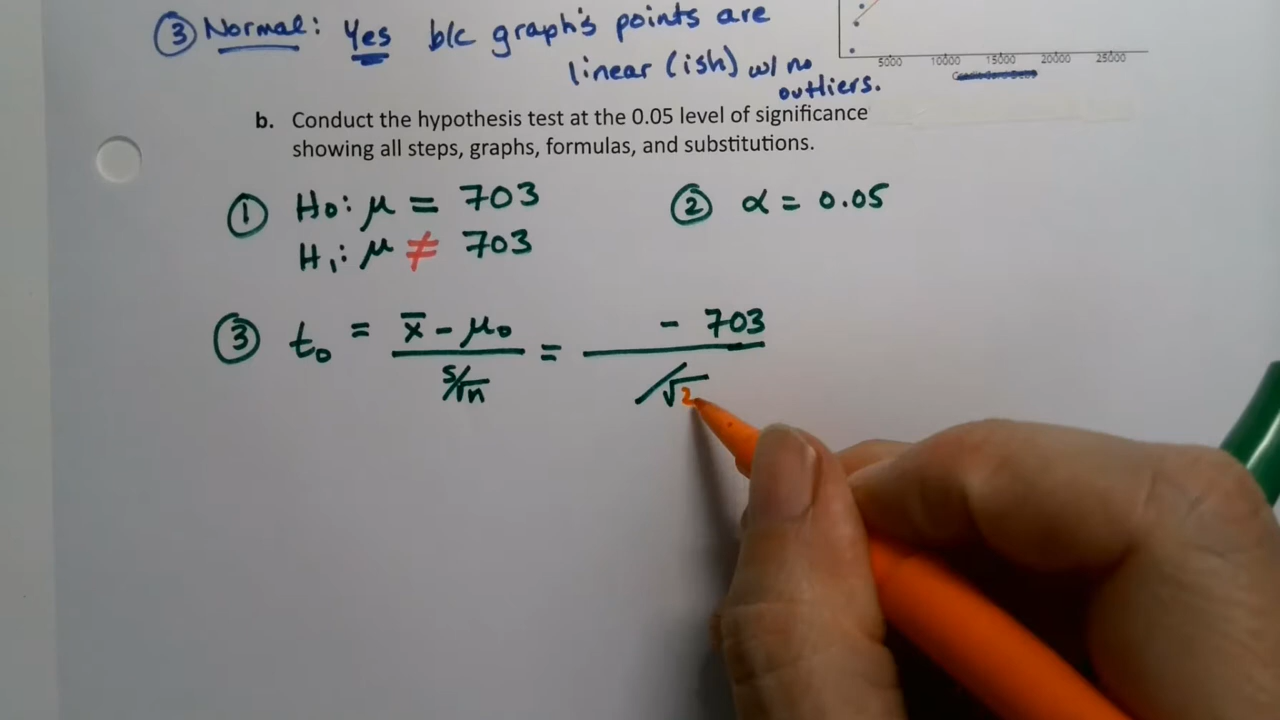 ③ Normal: Yes b/c graph's points are
linear (ish) w/ no
outliers.
5000 10000 15000 20000 25000
b. Conduct the hypothesis test at the 0.05 level of significance
showing all steps, graphs, formulas, and substitutions.
① H₀: μ = 703
H₁: μ ≠ 703
② α = 0.05
③ t₀ = x̄ - μ₀ / s/√n = - 703 / /√2